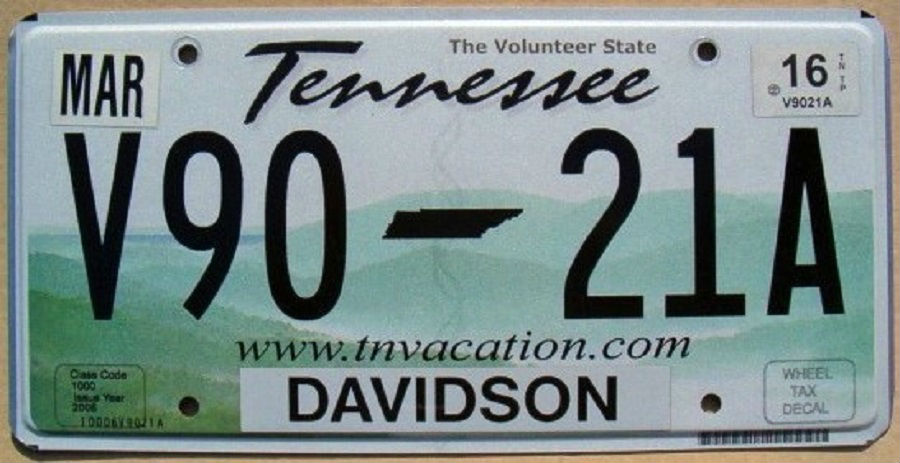 The Volunteer State
MAR
Tennessee
16
TN TP
V9021A
V90 21A
www.tnvacation.com
Class Code
1000
Issue Year
2006
DAVIDSON
WHEEL
TAX
DECAL